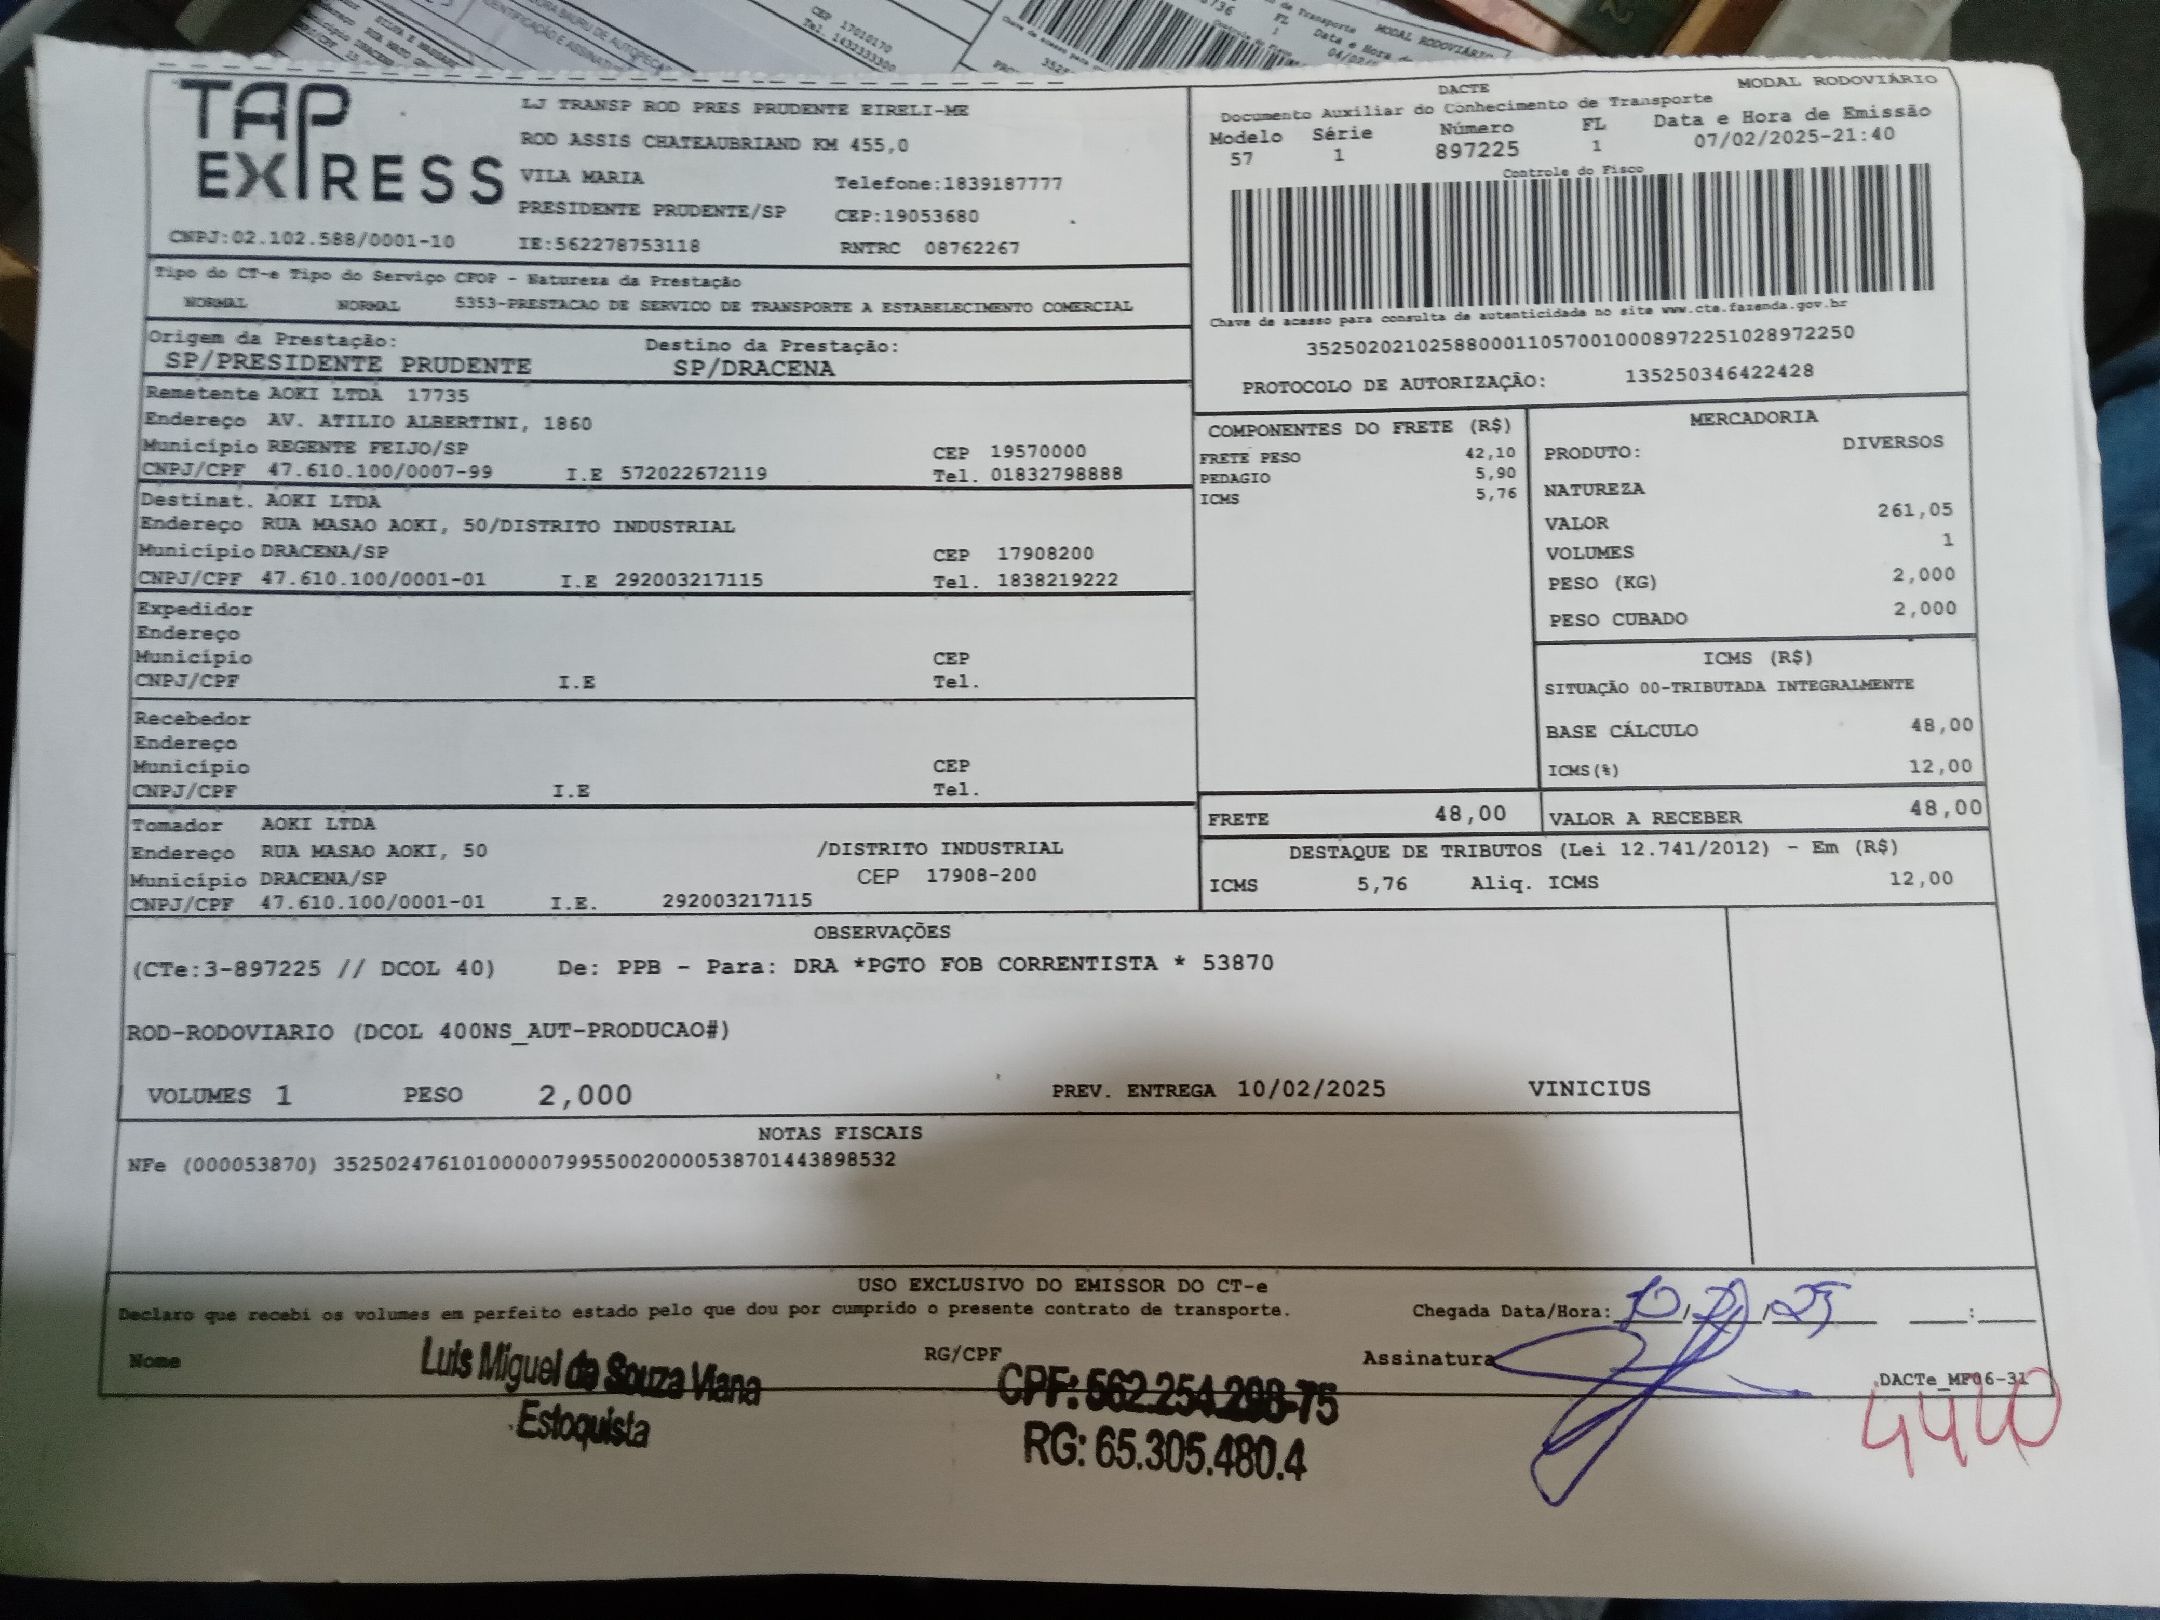 TAP EXPRESS
LJ TRANSP ROD PRES PRUDENTE EIRELI-ME
ROD ASSIS CHATEAUBRIAND KM 455,0
VILA MARIA Telefone:1839187777
PRESIDENTE PRUDENTE/SP CEP:19053680
CNPJ:02.102.588/0001-10 IE:562278753118 RNTRC 08762267
DACTE MODAL RODOVIÁRIO
Documento Auxiliar do Conhecimento de Transporte
Modelo Série Número FL Data e Hora de Emissão
57 1 897225 1 07/02/2025-21:40
Controle do Fisco
Chave de acesso para consulta de autenticidade no site www.cte.fazenda.gov.br
35250202102588000110570010008972251028972250
PROTOCOLO DE AUTORIZAÇÃO: 135250346422428
Tipo do CT-e Tipo do Serviço CFOP - Natureza da Prestação
NORMAL NORMAL 5353-PRESTACAO DE SERVICO DE TRANSPORTE A ESTABELECIMENTO COMERCIAL
Origem da Prestação: Destino da Prestação:
SP/PRESIDENTE PRUDENTE SP/DRACENA
Remetente AOKI LTDA 17735
Endereço AV. ATILIO ALBERTINI, 1860
Município REGENTE FEIJO/SP CEP 19570000
CNPJ/CPF 47.610.100/0007-99 I.E 572022672119 Tel. 01832798888
Destinat. AOKI LTDA
Endereço RUA MASAO AOKI, 50/DISTRITO INDUSTRIAL
Município DRACENA/SP CEP 17908200
CNPJ/CPF 47.610.100/0001-01 I.E 292003217115 Tel. 1838219222
Expedidor
Endereço
Município CEP
CNPJ/CPF I.E Tel.
Recebedor
Endereço
Município CEP
CNPJ/CPF I.E Tel.
Tomador AOKI LTDA
Endereço RUA MASAO AOKI, 50 /DISTRITO INDUSTRIAL
Município DRACENA/SP CEP 17908-200
CNPJ/CPF 47.610.100/0001-01 I.E. 292003217115
COMPONENTES DO FRETE (R$)
FRETE PESO 42,10
PEDAGIO 5,90
ICMS 5,76
MERCADORIA
PRODUTO: DIVERSOS
NATUREZA
VALOR 261,05
VOLUMES 1
PESO (KG) 2,000
PESO CUBADO 2,000
ICMS (R$)
SITUAÇÃO 00-TRIBUTADA INTEGRALMENTE
BASE CÁLCULO 48,00
ICMS(%) 12,00
FRETE 48,00 VALOR A RECEBER 48,00
DESTAQUE DE TRIBUTOS (Lei 12.741/2012) - Em (R$)
ICMS 5,76 Aliq. ICMS 12,00
OBSERVAÇÕES
(CTe:3-897225 // DCOL 40) De: PPB - Para: DRA *PGTO FOB CORRENTISTA * 53870
ROD-RODOVIARIO (DCOL 400NS_AUT-PRODUCAO#)
VOLUMES 1 PESO 2,000 PREV. ENTREGA 10/02/2025 VINICIUS
NOTAS FISCAIS
NFe (000053870) 35250247610100000799550020000538701443898532
USO EXCLUSIVO DO EMISSOR DO CT-e
Declaro que recebi os volumes em perfeito estado pelo que dou por cumprido o presente contrato de transporte. Chegada Data/Hora: 10/ /25 :
Nome Luis Miguel da Souza Viana RG/CPF CPF: 562.254.298-75 Assinatura
Estoquista RG: 65.305.480.4
DACTe_MF06-31
4440